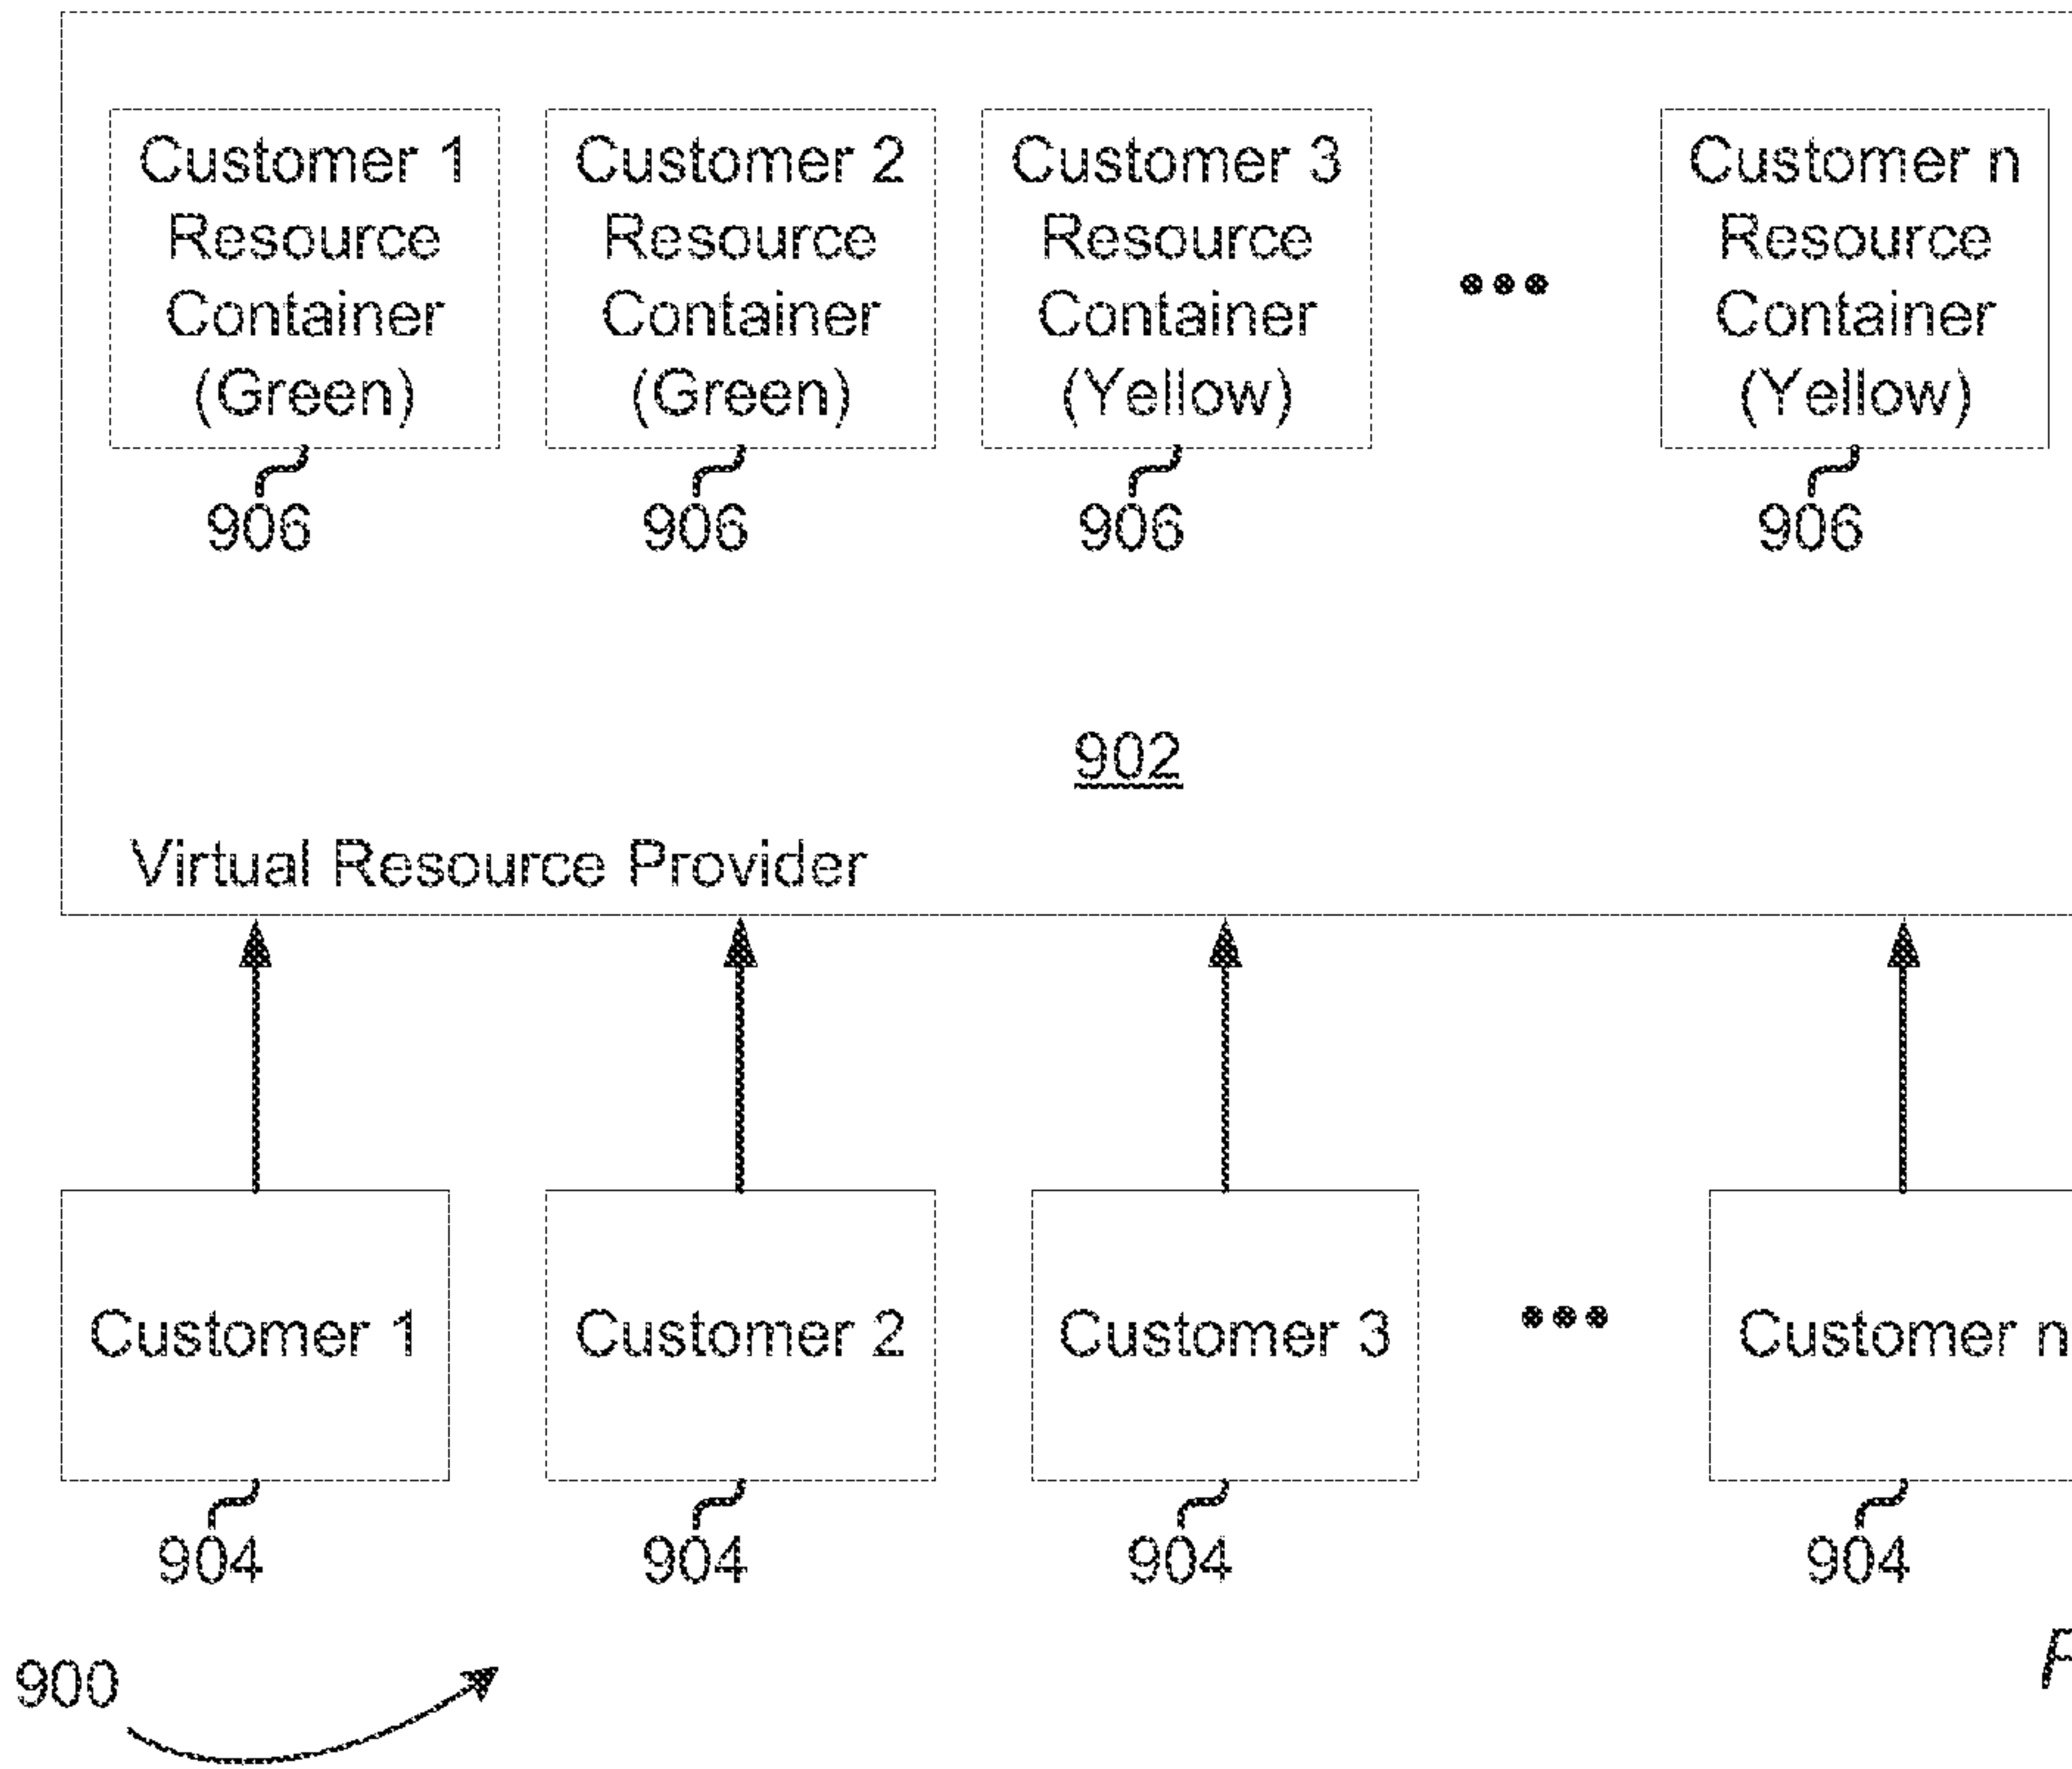 Customer 1
Resource
Container
(Green)
906
Customer 2
Resource
Container
(Green)
906
Customer 3
Resource
Container
(Yellow)
906
•••
Customer n
Resource
Container
(Yellow)
906
902
Virtual Resource Provider
Customer 1
904
Customer 2
904
Customer 3
904
•••
Customer n
904
900